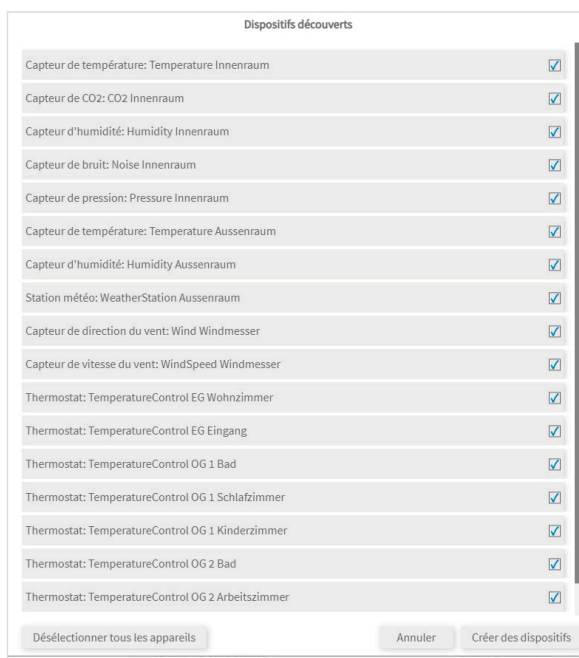 Dispositifs découverts
Capteur de température: Temperature Innenraum
Capteur de CO2: CO2 Innenraum
Capteur d'humidité: Humidity Innenraum
Capteur de bruit: Noise Innenraum
Capteur de pression: Pressure Innenraum
Capteur de température: Temperature Aussenraum
Capteur d'humidité: Humidity Aussenraum
Station météo: WeatherStation Aussenraum
Capteur de direction du vent: Wind Windmesser
Capteur de vitesse du vent: WindSpeed Windmesser
Thermostat: TemperatureControl EG Wohnzimmer
Thermostat: TemperatureControl EG Eingang
Thermostat: TemperatureControl OG 1 Bad
Thermostat: TemperatureControl OG 1 Schlafzimmer
Thermostat: TemperatureControl OG 1 Kinderzimmer
Thermostat: TemperatureControl OG 2 Bad
Thermostat: TemperatureControl OG 2 Arbeitszimmer
Désélectionner tous les appareils Annuler Créer des dispositifs